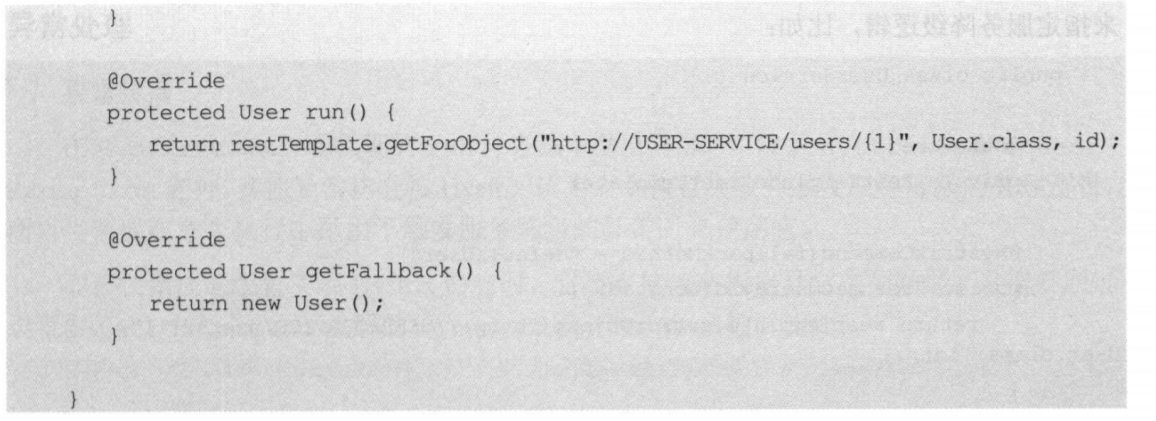 }
@Override
protected User run() {
return restTemplate.getForObject("http://USER-SERVICE/users/{1}", User.class, id);
}
@Override
protected User getFallback() {
return new User();
}
}